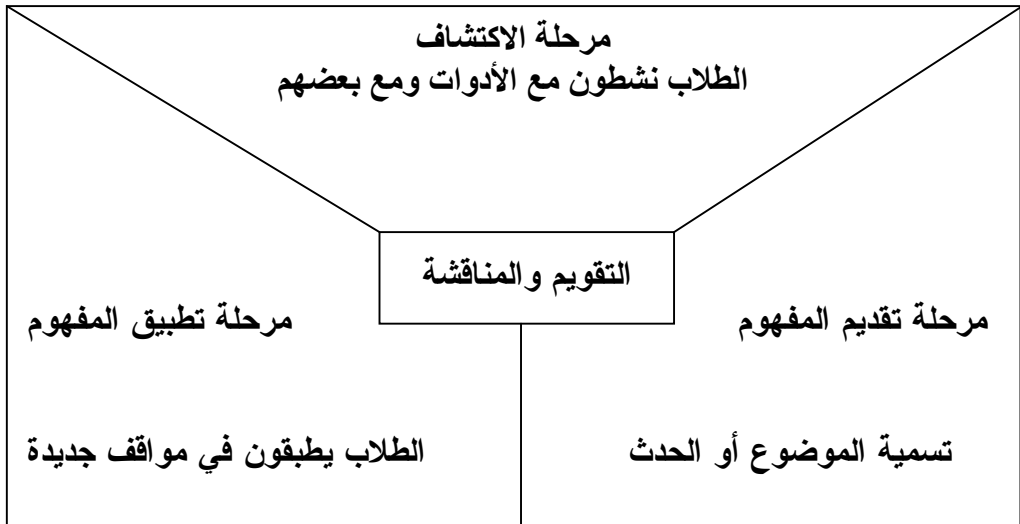 مرحلة الاكتشاف
الطلاب نشطون مع الأدوات ومع بعضهم
التقويم والمناقشة
مرحلة تقديم المفهوم
تسمية الموضوع أو الحدث
مرحلة تطبيق المفهوم
الطلاب يطبقون في مواقف جديدة